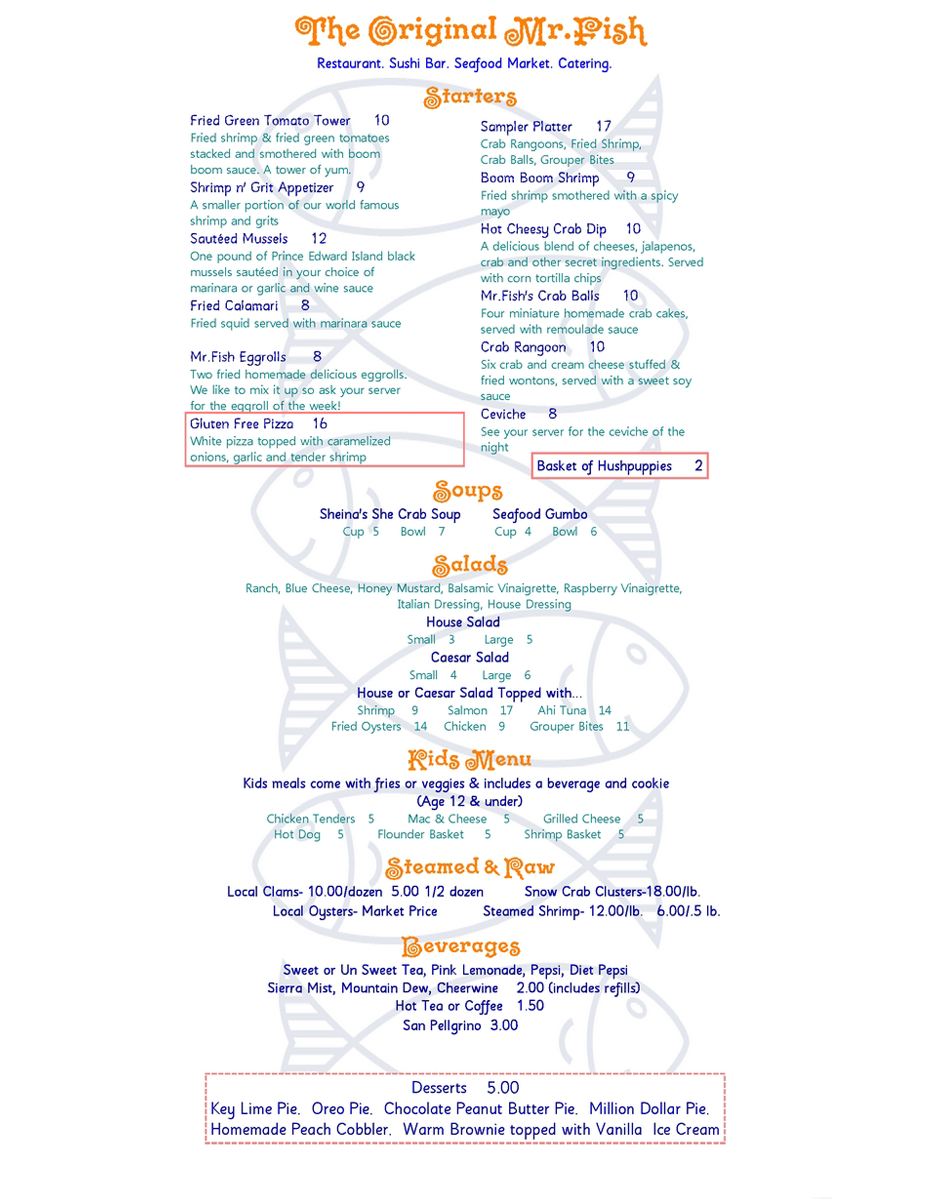 The Original Mr.Fish
Restaurant. Sushi Bar. Seafood Market. Catering.
Starters
Fried Green Tomato Tower 10
Fried shrimp & fried green tomatoes
stacked and smothered with boom
boom sauce. A tower of yum.
Shrimp n' Grit Appetizer 9
A smaller portion of our world famous
shrimp and grits
Sautéed Mussels 12
One pound of Prince Edward Island black
mussels sautéed in your choice of
marinara or garlic and wine sauce
Fried Calamari 8
Fried squid served with marinara sauce
Mr.Fish Eggrolls 8
Two fried homemade delicious eggrolls.
We like to mix it up so ask your server
for the eggroll of the week!
Gluten Free Pizza 16
White pizza topped with caramelized
onions, garlic and tender shrimp
Sampler Platter 17
Crab Rangoons, Fried Shrimp,
Crab Balls, Grouper Bites
Boom Boom Shrimp 9
Fried shrimp smothered with a spicy
mayo
Hot Cheesy Crab Dip 10
A delicious blend of cheeses, jalapenos,
crab and other secret ingredients. Served
with corn tortilla chips
Mr.Fish's Crab Balls 10
Four miniature homemade crab cakes,
served with remoulade sauce
Crab Rangoon 10
Six crab and cream cheese stuffed &
fried wontons, served with a sweet soy
sauce
Ceviche 8
See your server for the ceviche of the
night
Basket of Hushpuppies 2
Soups
Sheina's She Crab Soup Seafood Gumbo
Cup 5 Bowl 7 Cup 4 Bowl 6
Salads
Ranch, Blue Cheese, Honey Mustard, Balsamic Vinaigrette, Raspberry Vinaigrette,
Italian Dressing, House Dressing
House Salad
Small 3 Large 5
Caesar Salad
Small 4 Large 6
House or Caesar Salad Topped with...
Shrimp 9 Salmon 17 Ahi Tuna 14
Fried Oysters 14 Chicken 9 Grouper Bites 11
Kids Menu
Kids meals come with fries or veggies & includes a beverage and cookie
(Age 12 & under)
Chicken Tenders 5 Mac & Cheese 5 Grilled Cheese 5
Hot Dog 5 Flounder Basket 5 Shrimp Basket 5
Steamed & Raw
Local Clams- 10.00/dozen 5.00 1/2 dozen Snow Crab Clusters-18.00/lb.
Local Oysters- Market Price Steamed Shrimp- 12.00/lb. 6.00/.5 lb.
Beverages
Sweet or Un Sweet Tea, Pink Lemonade, Pepsi, Diet Pepsi
Sierra Mist, Mountain Dew, Cheerwine 2.00 (includes refills)
Hot Tea or Coffee 1.50
San Pellgrino 3.00
Desserts 5.00
Key Lime Pie. Oreo Pie. Chocolate Peanut Butter Pie. Million Dollar Pie.
Homemade Peach Cobbler. Warm Brownie topped with Vanilla Ice Cream